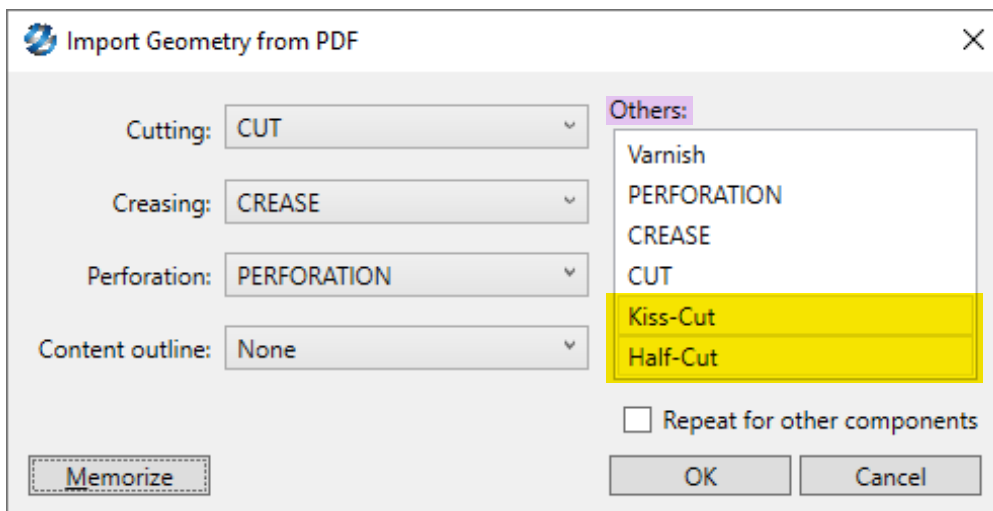 Import Geometry from PDF
Cutting: CUT
Creasing: CREASE
Perforation: PERFORATION
Content outline: None
Others:
Varnish
PERFORATION
CREASE
CUT
Kiss-Cut
Half-Cut
Repeat for other components
Memorize
OK
Cancel